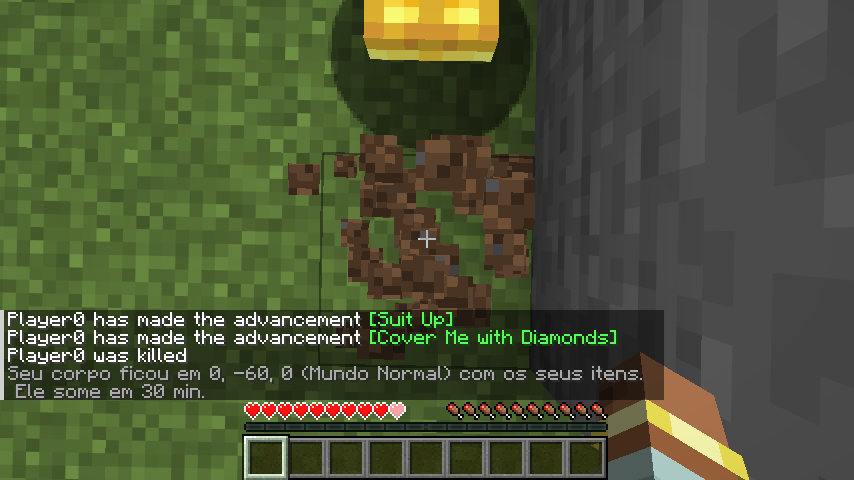 Player0 has made the advancement [Suit Up]
Player0 has made the advancement [Cover Me with Diamonds]
Player0 was killed
Seu corpo ficou em 0, -60, 0 (Mundo Normal) com os seus itens.
Ele some em 30 min.